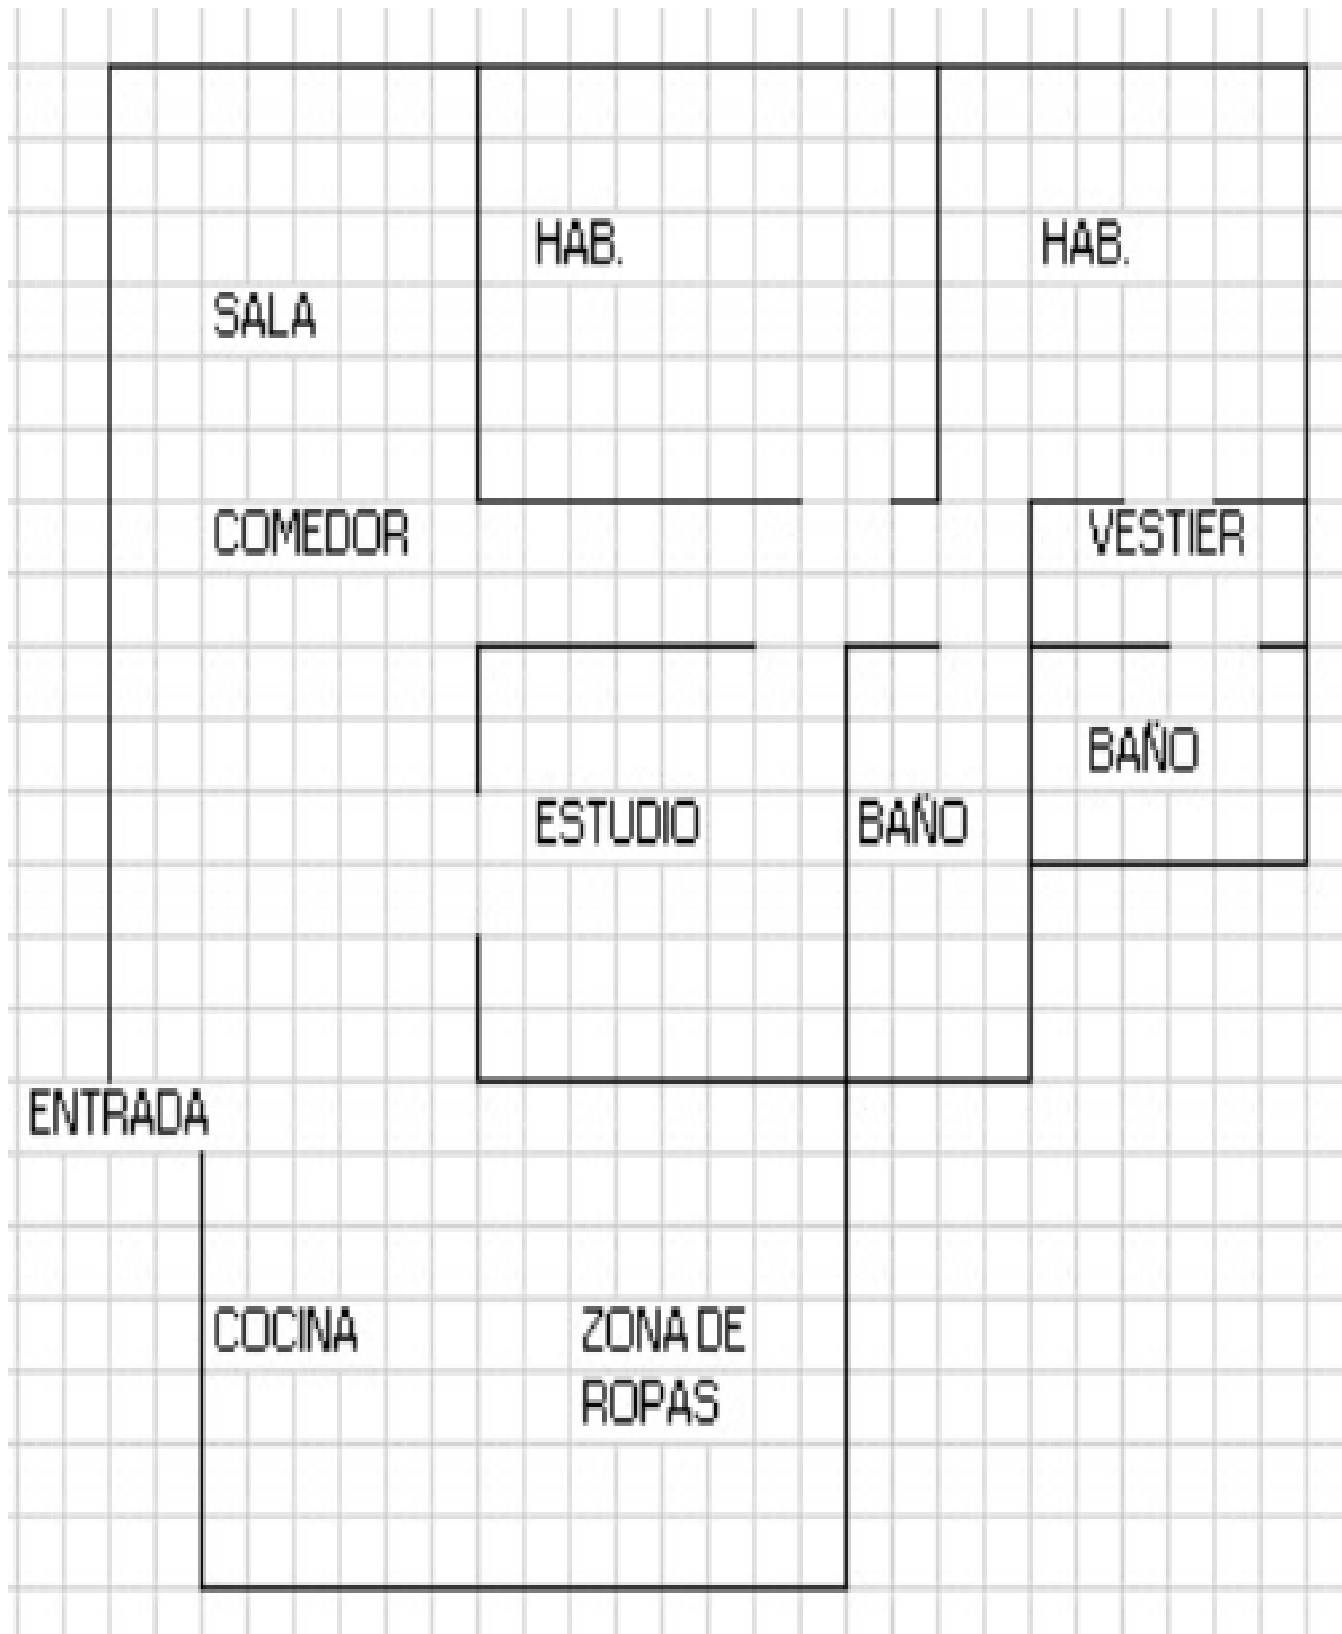 HAB.
HAB.
SALA
COMEDOR
VESTIER
BAÑO
ESTUDIO
BAÑO
ENTRADA
COCINA
ZONA DE
ROPAS